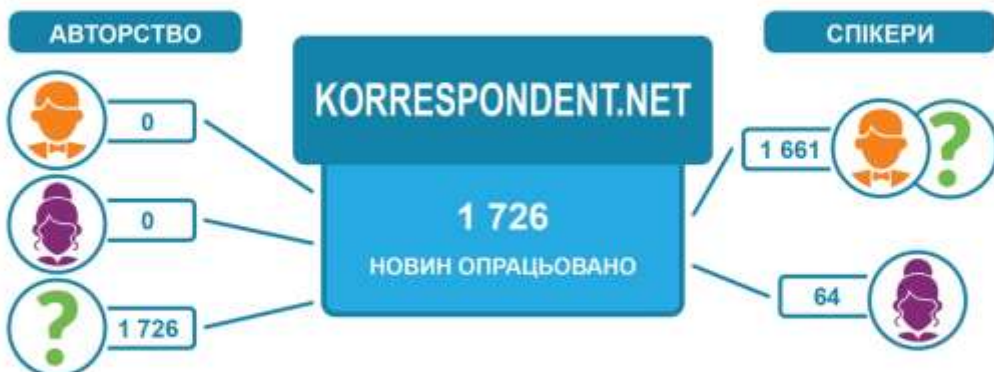 АВТОРСТВО
0
0
?
1 726
KORRESPONDENT.NET
1 726
НОВИН ОПРАЦЬОВАНО
СПІКЕРИ
1 661
?
64